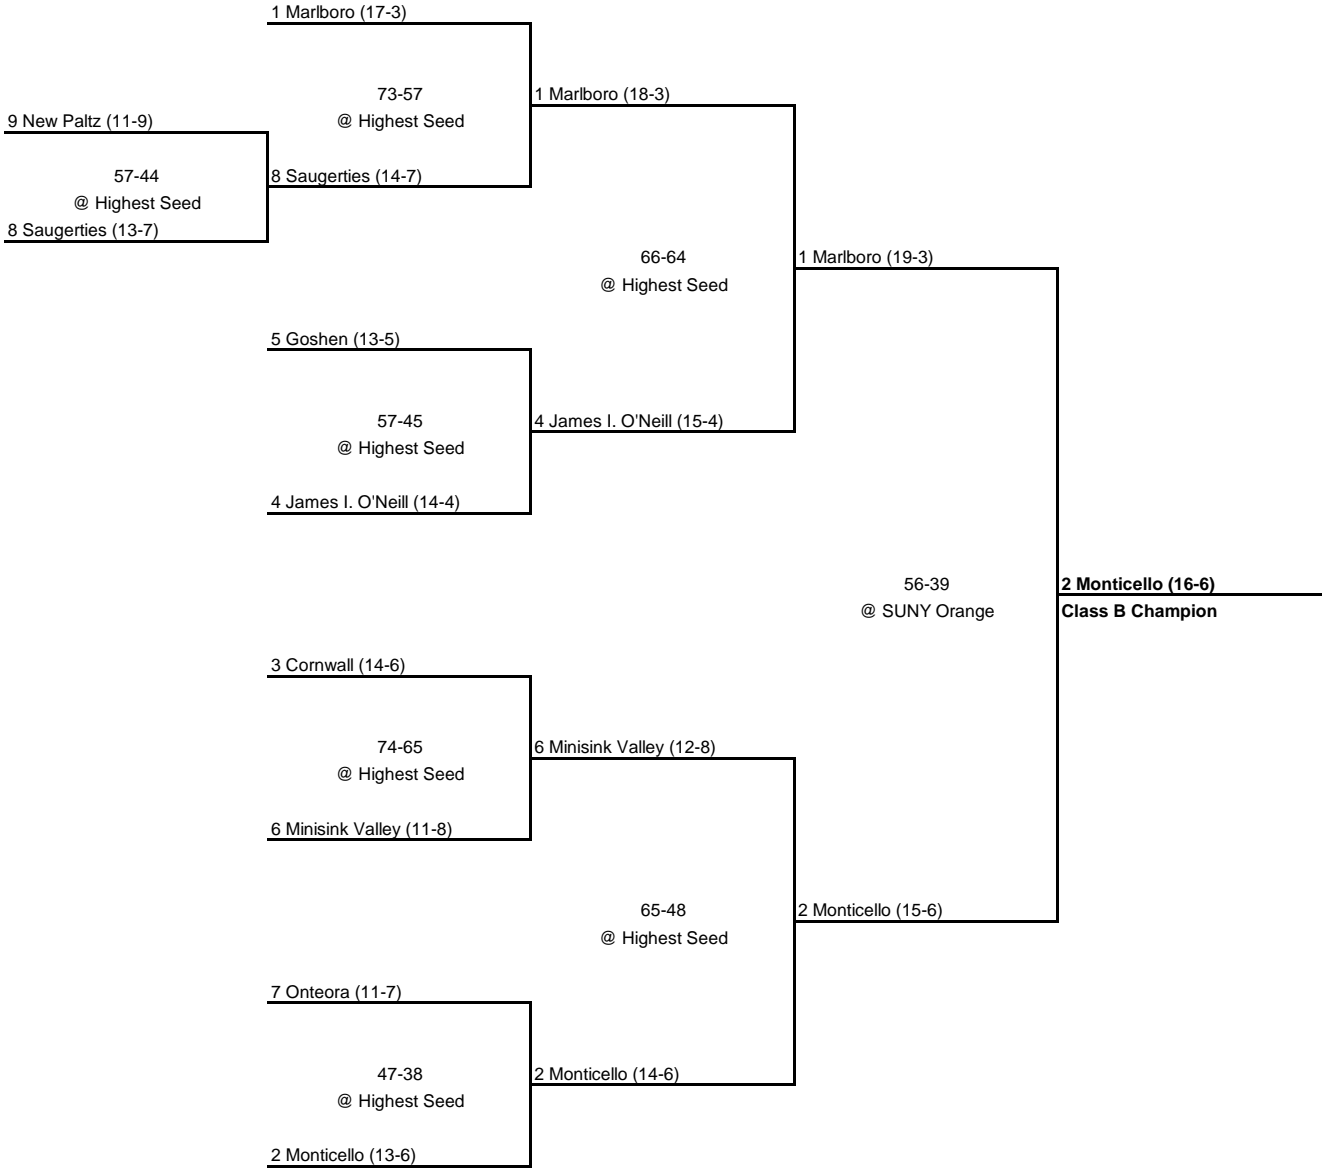 1 Marlboro (17-3)
73-57
1 Marlboro (18-3)
9 New Paltz (11-9)
@ Highest Seed
57-44
8 Saugerties (14-7)
@ Highest Seed
8 Saugerties (13-7)
66-64
1 Marlboro (19-3)
@ Highest Seed
5 Goshen (13-5)
57-45
4 James I. O'Neill (15-4)
@ Highest Seed
4 James I. O'Neill (14-4)
56-39
2 Monticello (16-6)
@ SUNY Orange
Class B Champion
3 Cornwall (14-6)
74-65
6 Minisink Valley (12-8)
@ Highest Seed
6 Minisink Valley (11-8)
65-48
2 Monticello (15-6)
@ Highest Seed
7 Onteora (11-7)
47-38
2 Monticello (14-6)
@ Highest Seed
2 Monticello (13-6)